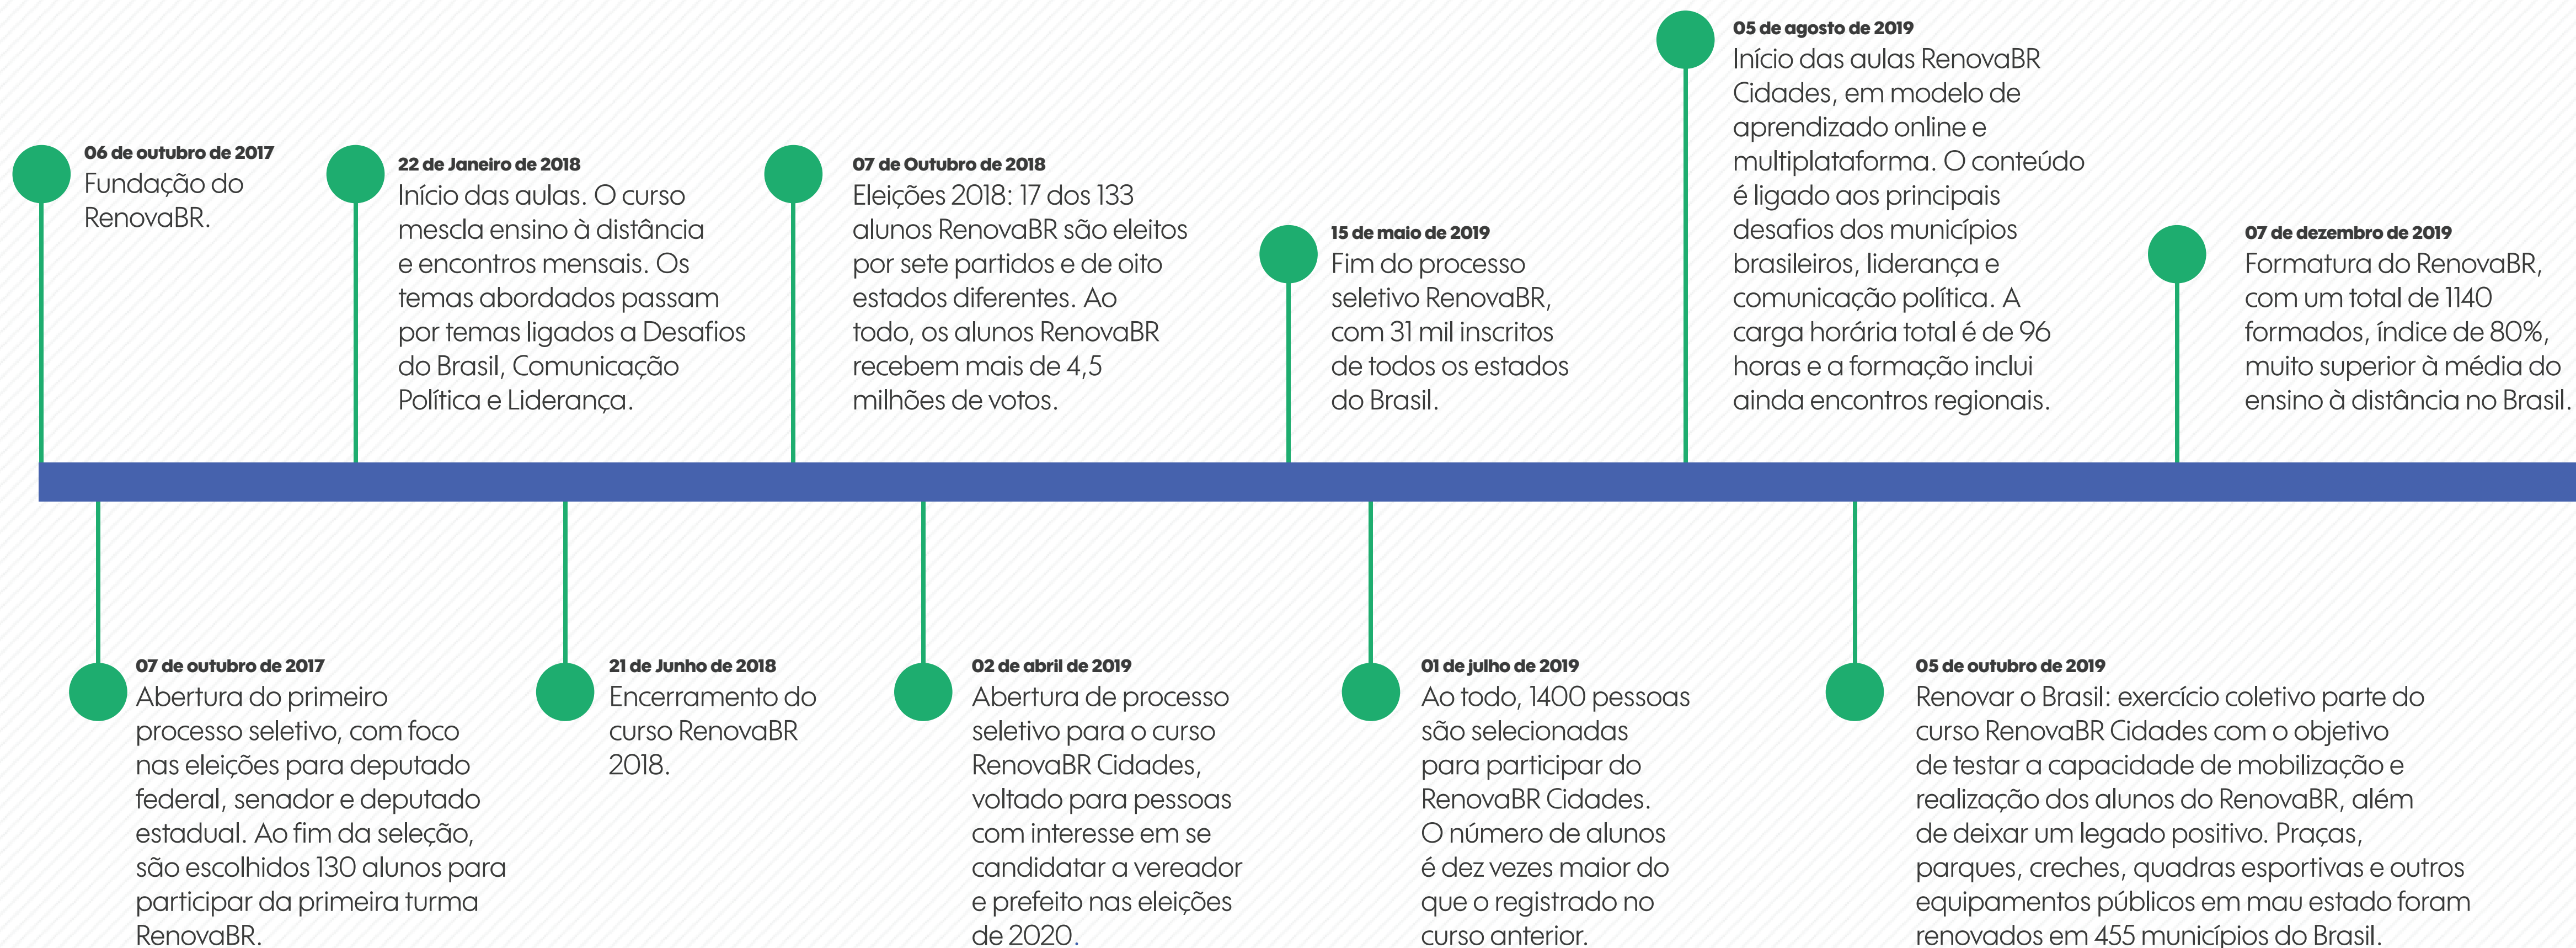 06 de outubro de 2017
Fundação do
RenovaBR.
07 de outubro de 2017
Abertura do primeiro
processo seletivo, com foco
nas eleições para deputado
federal, senador e deputado
estadual. Ao fim da seleção,
são escolhidos 130 alunos para
participar da primeira turma
RenovaBR.
22 de Janeiro de 2018
Início das aulas. O curso
mescla ensino à distância
e encontros mensais. Os
temas abordados passam
por temas ligados a Desafios
do Brasil, Comunicação
Política e Liderança.
21 de Junho de 2018
Encerramento do
curso RenovaBR
2018.
07 de Outubro de 2018
Eleições 2018: 17 dos 133
alunos RenovaBR são eleitos
por sete partidos e de oito
estados diferentes. Ao
todo, os alunos RenovaBR
recebem mais de 4,5
milhões de votos.
02 de abril de 2019
Abertura de processo
seletivo para o curso
RenovaBR Cidades,
voltado para pessoas
com interesse em se
candidatar a vereador
e prefeito nas eleições
de 2020.
15 de maio de 2019
Fim do processo
seletivo RenovaBR,
com 31 mil inscritos
de todos os estados
do Brasil.
01 de julho de 2019
Ao todo, 1400 pessoas
são selecionadas
para participar do
RenovaBR Cidades.
O número de alunos
é dez vezes maior do
que o registrado no
curso anterior.
05 de agosto de 2019
Início das aulas RenovaBR
Cidades, em modelo de
aprendizado online e
multiplataforma. O conteúdo
é ligado aos principais
desafios dos municípios
brasileiros, liderança e
comunicação política. A
carga horária total é de 96
horas e a formação inclui
ainda encontros regionais.
05 de outubro de 2019
Renovar o Brasil: exercício coletivo parte do
curso RenovaBR Cidades com o objetivo
de testar a capacidade de mobilização e
realização dos alunos do RenovaBR, além
de deixar um legado positivo. Praças,
parques, creches, quadras esportivas e outros
equipamentos públicos em mau estado foram
renovados em 455 municípios do Brasil.
07 de dezembro de 2019
Formatura do RenovaBR,
com um total de 1140
formados, índice de 80%,
muito superior à média do
ensino à distância no Brasil.